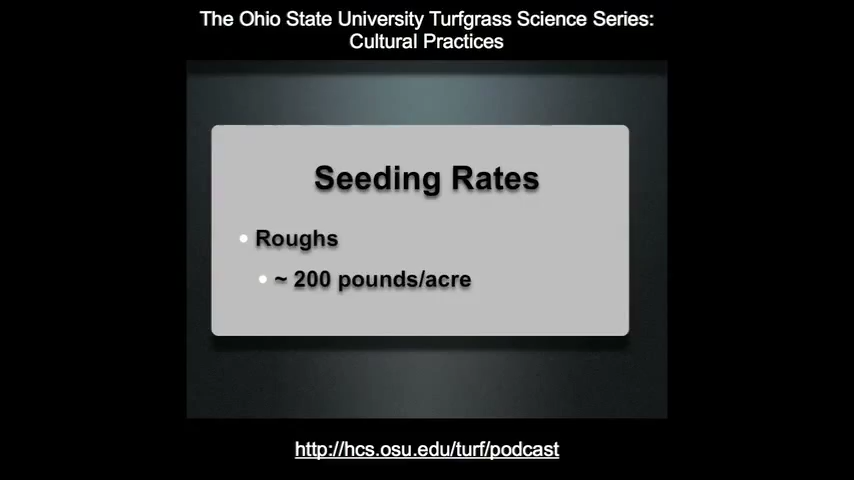 The Ohio State University Turfgrass Science Series:
Cultural Practices
Seeding Rates
• Roughs
• ~ 200 pounds/acre
http://hcs.osu.edu/turf/podcast